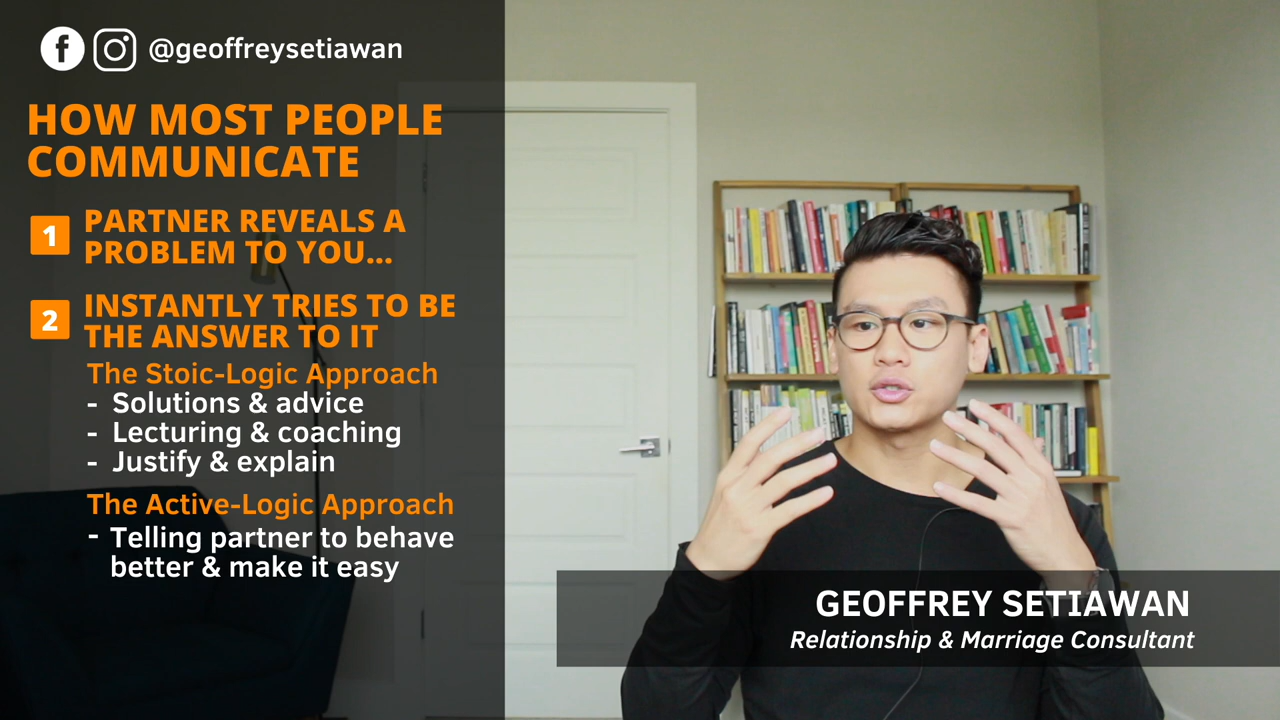 @geoffreysetiawan
HOW MOST PEOPLE
COMMUNICATE
1 PARTNER REVEALS A
PROBLEM TO YOU...
2 INSTANTLY TRIES TO BE
THE ANSWER TO IT
The Stoic-Logic Approach
- Solutions & advice
- Lecturing & coaching
- Justify & explain
The Active-Logic Approach
- Telling partner to behave
better & make it easy
GEOFFREY SETIAWAN
Relationship & Marriage Consultant